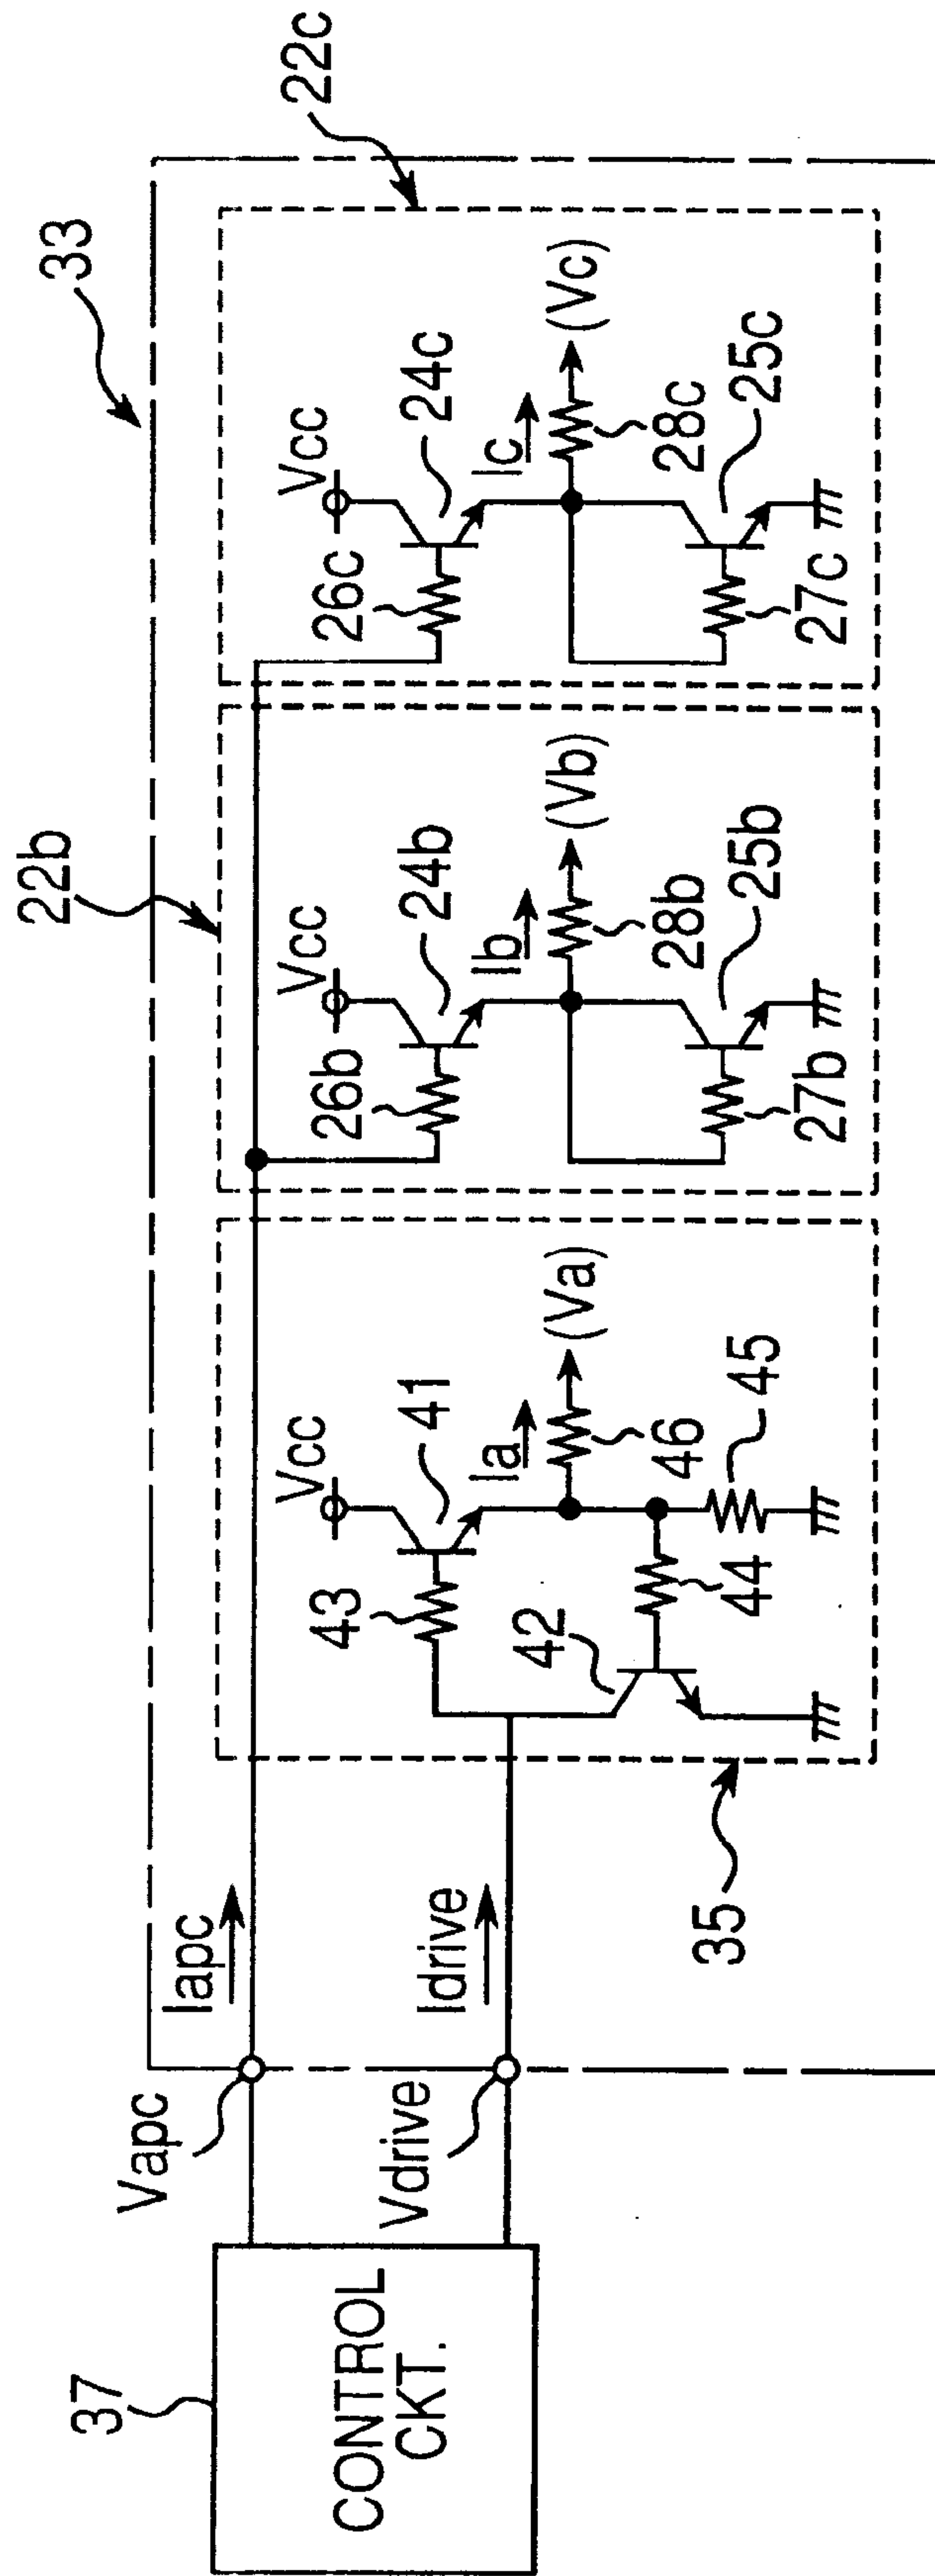 33
22b
22c
Vcc
26c
24c
Ic
(Vc)
28c
25c
27c
Vcc
26b
24b
Ib
(Vb)
28b
25b
27b
Vcc
43
41
Ia
(Va)
46
45
44
42
35
Iapc
Idrive
Vapc
Vdrive
37
CONTROL
CKT.